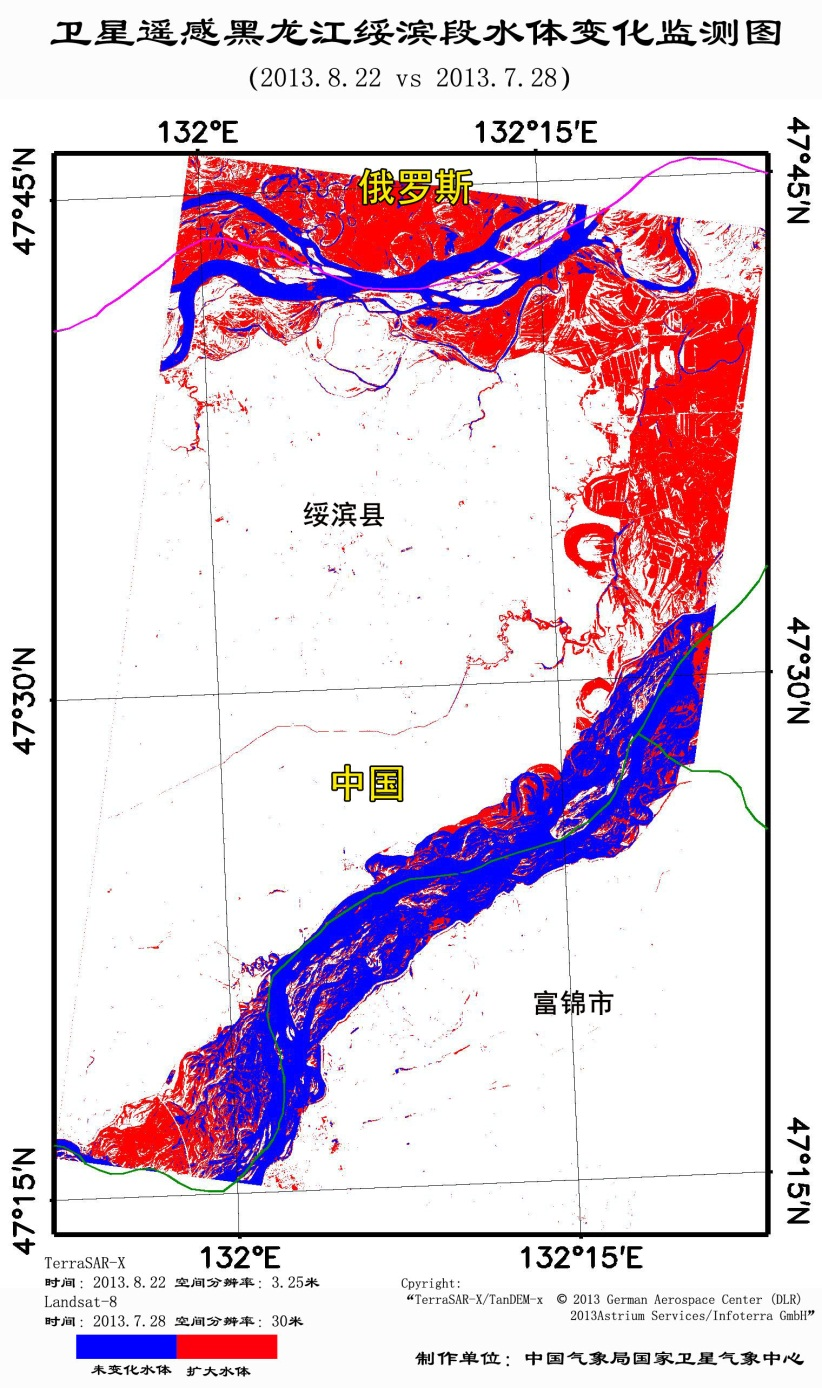 卫星遥感黑龙江绥滨段水体变化监测图
(2013.8.22 vs 2013.7.28)
132°E 132°15′E
47°45′N 47°45′N
俄罗斯
绥滨县
47°30′N 47°30′N
中国
富锦市
47°15′N 47°15′N
132°E 132°15′E
TerraSAR-X
时间：2013.8.22 空间分辨率：3.25米
Landsat-8
时间：2013.7.28 空间分辨率：30米
未变化水体 扩大水体
Cpyright:
“TerraSAR-X/TanDEM-x © 2013 German Aerospace Center (DLR)
2013Astrium Services/Infoterra GmbH”
制作单位：中国气象局国家卫星气象中心